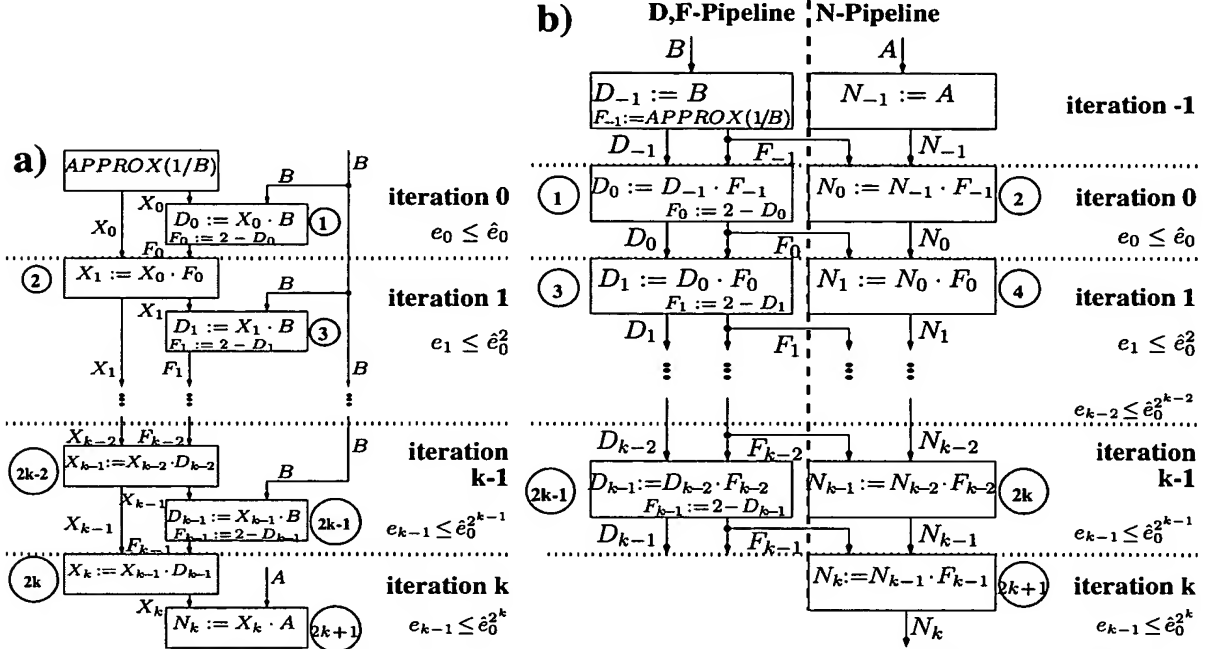 a)
APPROX(1/B)
B
B
X_0
X_0
D_0 := X_0 · B
F_0 := 2 − D_0
1
iteration 0
e_0 ≤ ê_0
F_0
2
X_1 := X_0 · F_0
B
X_1
D_1 := X_1 · B
F_1 := 2 − D_1
3
iteration 1
e_1 ≤ ê_0^2
X_1
F_1
B
X_{k−2}
F_{k−2}
B
2k-2
X_{k−1} := X_{k−2} · D_{k−2}
B
iteration
k-1
X_{k−1}
X_{k−1}
D_{k−1} := X_{k−1} · B
F_{k−1} := 2 − D_{k−1}
2k-1
e_{k−1} ≤ ê_0^{2^{k−1}}
F_{k−1}
2k
X_k := X_{k−1} · D_{k−1}
A
iteration k
X_k
N_k := X_k · A
2k+1
e_{k−1} ≤ ê_0^{2^k}
b)
D,F-Pipeline
N-Pipeline
B
A
D_{−1} := B
F_{−1} := APPROX(1/B)
N_{−1} := A
iteration -1
D_{−1}
F_{−1}
N_{−1}
1
D_0 := D_{−1} · F_{−1}
F_0 := 2 − D_0
N_0 := N_{−1} · F_{−1}
2
iteration 0
e_0 ≤ ê_0
D_0
F_0
N_0
3
D_1 := D_0 · F_0
F_1 := 2 − D_1
N_1 := N_0 · F_0
4
iteration 1
e_1 ≤ ê_0^2
D_1
F_1
N_1
e_{k−2} ≤ ê_0^{2^{k−2}}
D_{k−2}
F_{k−2}
N_{k−2}
2k-1
D_{k−1} := D_{k−2} · F_{k−2}
F_{k−1} := 2 − D_{k−1}
N_{k−1} := N_{k−2} · F_{k−2}
2k
iteration
k-1
e_{k−1} ≤ ê_0^{2^{k−1}}
D_{k−1}
F_{k−1}
N_{k−1}
N_k := N_{k−1} · F_{k−1}
2k+1
iteration k
e_{k−1} ≤ ê_0^{2^k}
N_k